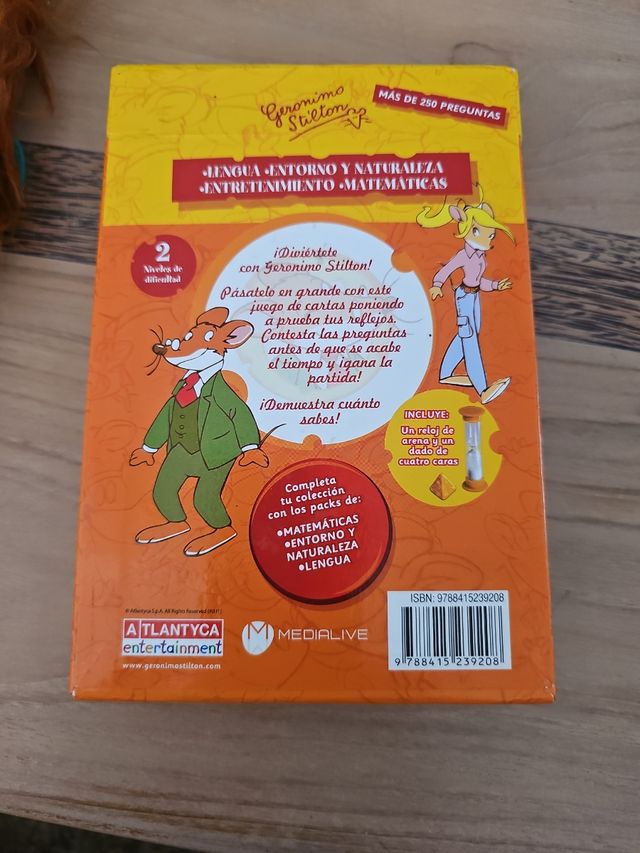 Geronimo
Stilton
MÁS DE 250 PREGUNTAS
•LENGUA •ENTORNO Y NATURALEZA
•ENTRETENIMIENTO •MATEMÁTICAS
2
Niveles de
dificultad
¡Diviértete
con Geronimo Stilton!
Pásatelo en grande con este
juego de cartas poniendo
a prueba tus reflejos.
Contesta las preguntas
antes de que se acabe
el tiempo y ¡gana la
partida!
¡Demuestra cuánto
sabes!
INCLUYE:
Un reloj de
arena y un
dado de
cuatro caras
Completa
tu colección
con los packs de:
•MATEMÁTICAS
•ENTORNO Y
NATURALEZA
•LENGUA
© Atlantyca S.p.A. All Rights Reserved
ATLANTYCA
entertainment
www.geronimostilton.com
MEDIALIVE
ISBN: 9788415239208
9 788415 239208